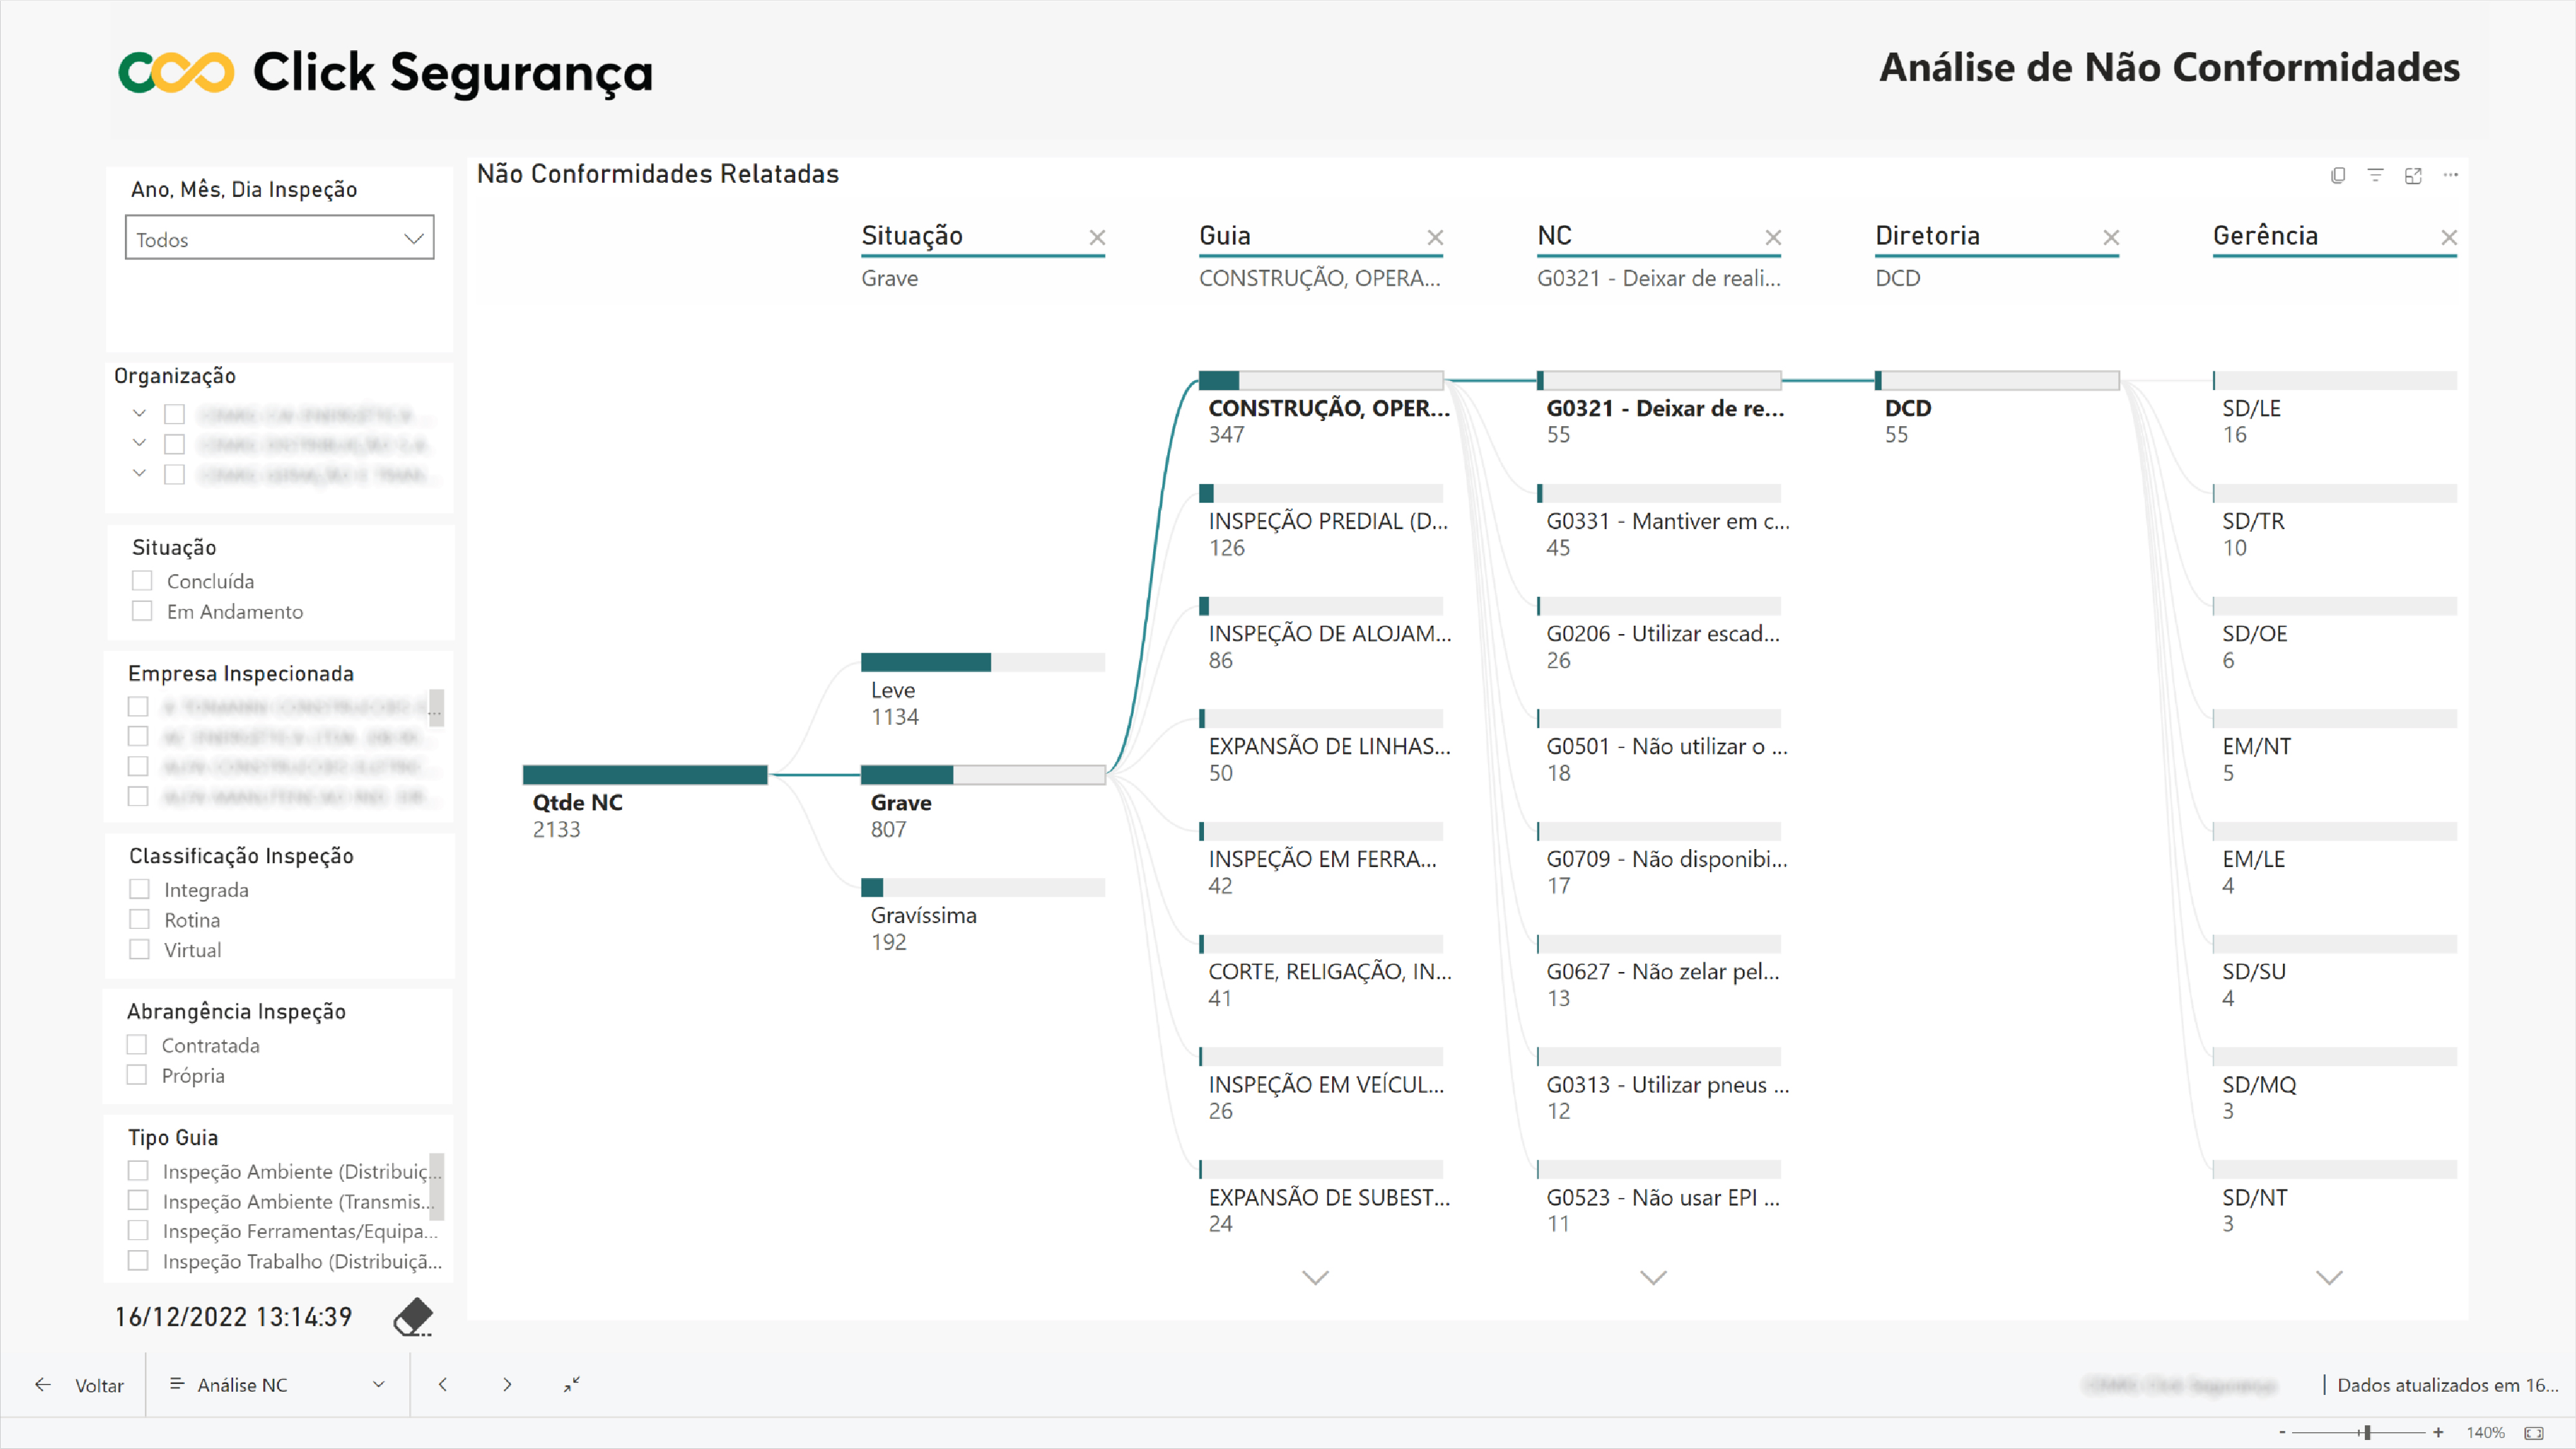 Click Segurança
Análise de Não Conformidades
Ano, Mês, Dia Inspeção
Todos
Organização
Situação
Concluída
Em Andamento
Empresa Inspecionada
...
Classificação Inspeção
Integrada
Rotina
Virtual
Abrangência Inspeção
Contratada
Própria
Tipo Guia
Inspeção Ambiente (Distribuiç...
Inspeção Ambiente (Transmis...
Inspeção Ferramentas/Equipa...
Inspeção Trabalho (Distribuiçã...
16/12/2022 13:14:39
Não Conformidades Relatadas
Situação
Grave
Guia
CONSTRUÇÃO, OPERA...
NC
G0321 - Deixar de reali...
Diretoria
DCD
Gerência
Qtde NC
2133
Leve
1134
Grave
807
Gravíssima
192
CONSTRUÇÃO, OPER...
347
INSPEÇÃO PREDIAL (D...
126
INSPEÇÃO DE ALOJAM...
86
EXPANSÃO DE LINHAS...
50
INSPEÇÃO EM FERRA...
42
CORTE, RELIGAÇÃO, IN...
41
INSPEÇÃO EM VEÍCUL...
26
EXPANSÃO DE SUBEST...
24
G0321 - Deixar de re...
55
G0331 - Mantiver em c...
45
G0206 - Utilizar escad...
26
G0501 - Não utilizar o ...
18
G0709 - Não disponibi...
17
G0627 - Não zelar pel...
13
G0313 - Utilizar pneus ...
12
G0523 - Não usar EPI ...
11
DCD
55
SD/LE
16
SD/TR
10
SD/OE
6
EM/NT
5
EM/LE
4
SD/SU
4
SD/MQ
3
SD/NT
3
Voltar
Análise NC
Dados atualizados em 16...
- + 140%